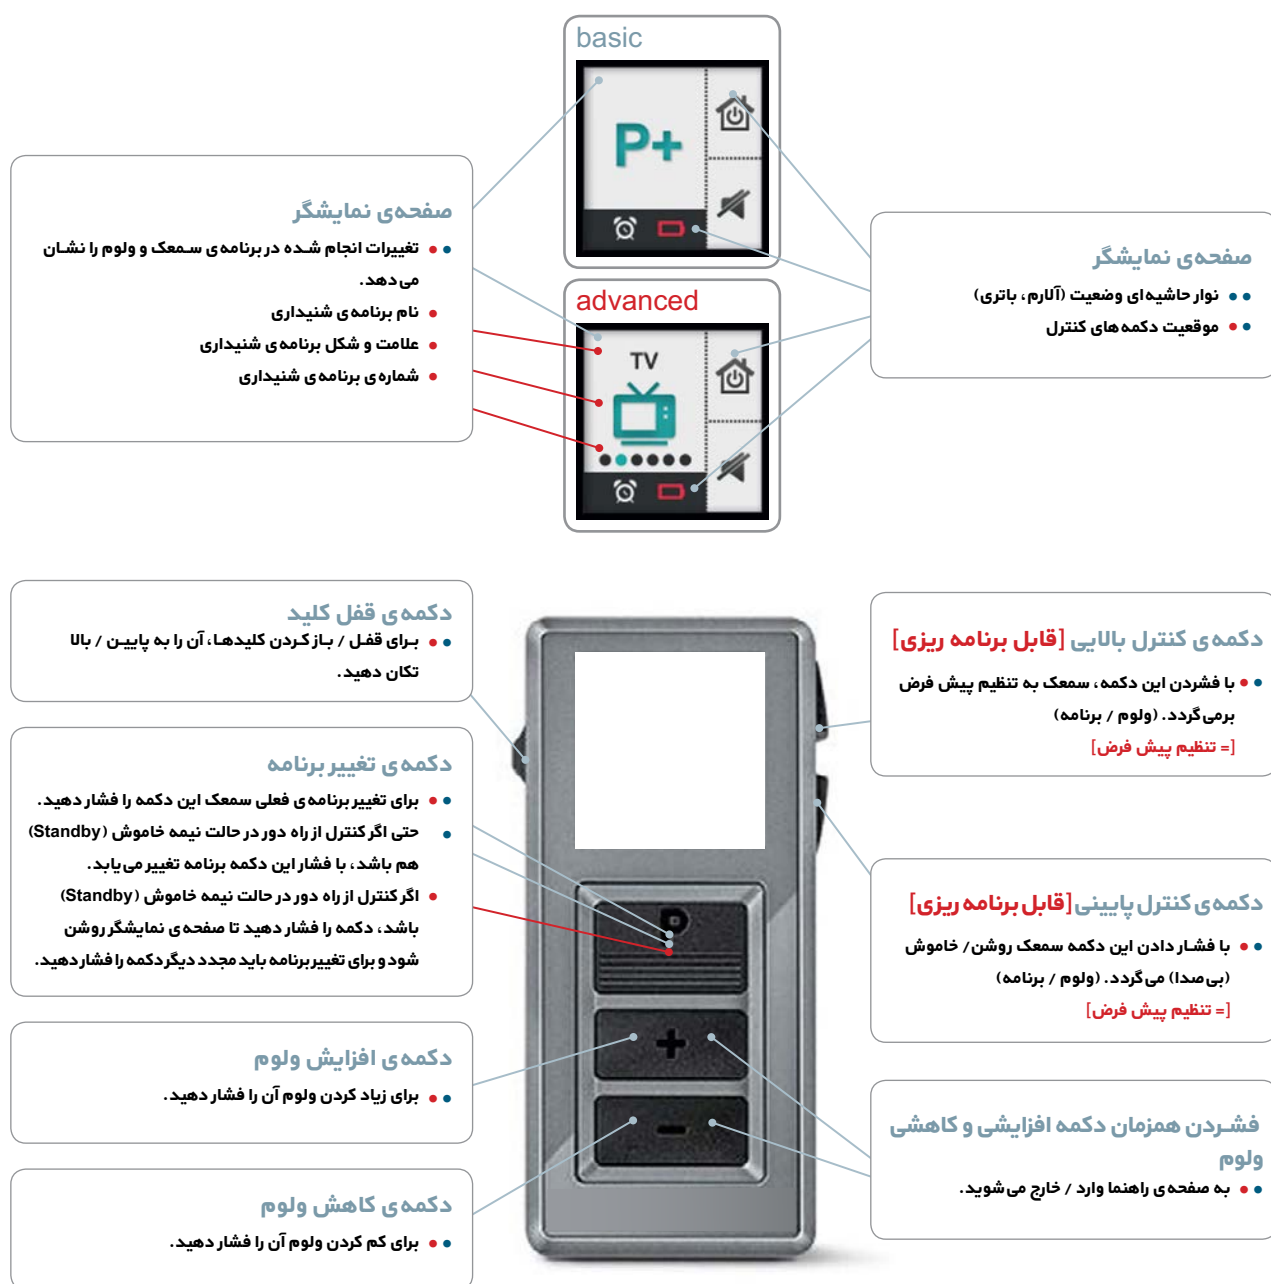 basic
P+
صفحه‌ی نمایشگر
تغییرات انجام شده در برنامه‌ی سمعک و ولوم را نشان
می‌دهد.
نام برنامه‌ی شنیداری
علامت و شکل برنامه‌ی شنیداری
شماره‌ی برنامه‌ی شنیداری
صفحه‌ی نمایشگر
نوار حاشیه‌ای وضعیت (آلارم، باتری)
موقعیت دکمه‌های کنترل
advanced
TV
دکمه‌ی قفل کلید
برای قفل / باز کردن کلیدها، آن را به پایین / بالا
تکان دهید.
دکمه‌ی تغییر برنامه
برای تغییر برنامه‌ی فعلی سمعک این دکمه را فشار دهید.
حتی اگر کنترل از راه دور در حالت نیمه خاموش (Standby)
هم باشد، با فشار این دکمه برنامه تغییر می‌یابد.
اگر کنترل از راه دور در حالت نیمه خاموش (Standby)
باشد، دکمه را فشار دهید تا صفحه‌ی نمایشگر روشن
شود و برای تغییر برنامه باید مجدد دیگر دکمه را فشار دهید.
دکمه‌ی افزایش ولوم
برای زیاد کردن ولوم آن را فشار دهید.
دکمه‌ی کاهش ولوم
برای کم کردن ولوم آن را فشار دهید.
P
+
-
دکمه‌ی کنترل بالایی [قابل برنامه ریزی]
با فشردن این دکمه، سمعک به تنظیم پیش فرض
برمی‌گردد. (ولوم / برنامه)
[= تنظیم پیش فرض]
دکمه‌ی کنترل پایینی [قابل برنامه ریزی]
با فشار دادن این دکمه سمعک روشن/ خاموش
(بی‌صدا) می‌گردد. (ولوم / برنامه)
[= تنظیم پیش فرض]
فشردن همزمان دکمه افزایشی و کاهشی
ولوم
به صفحه‌ی راهنما وارد / خارج می‌شوید.